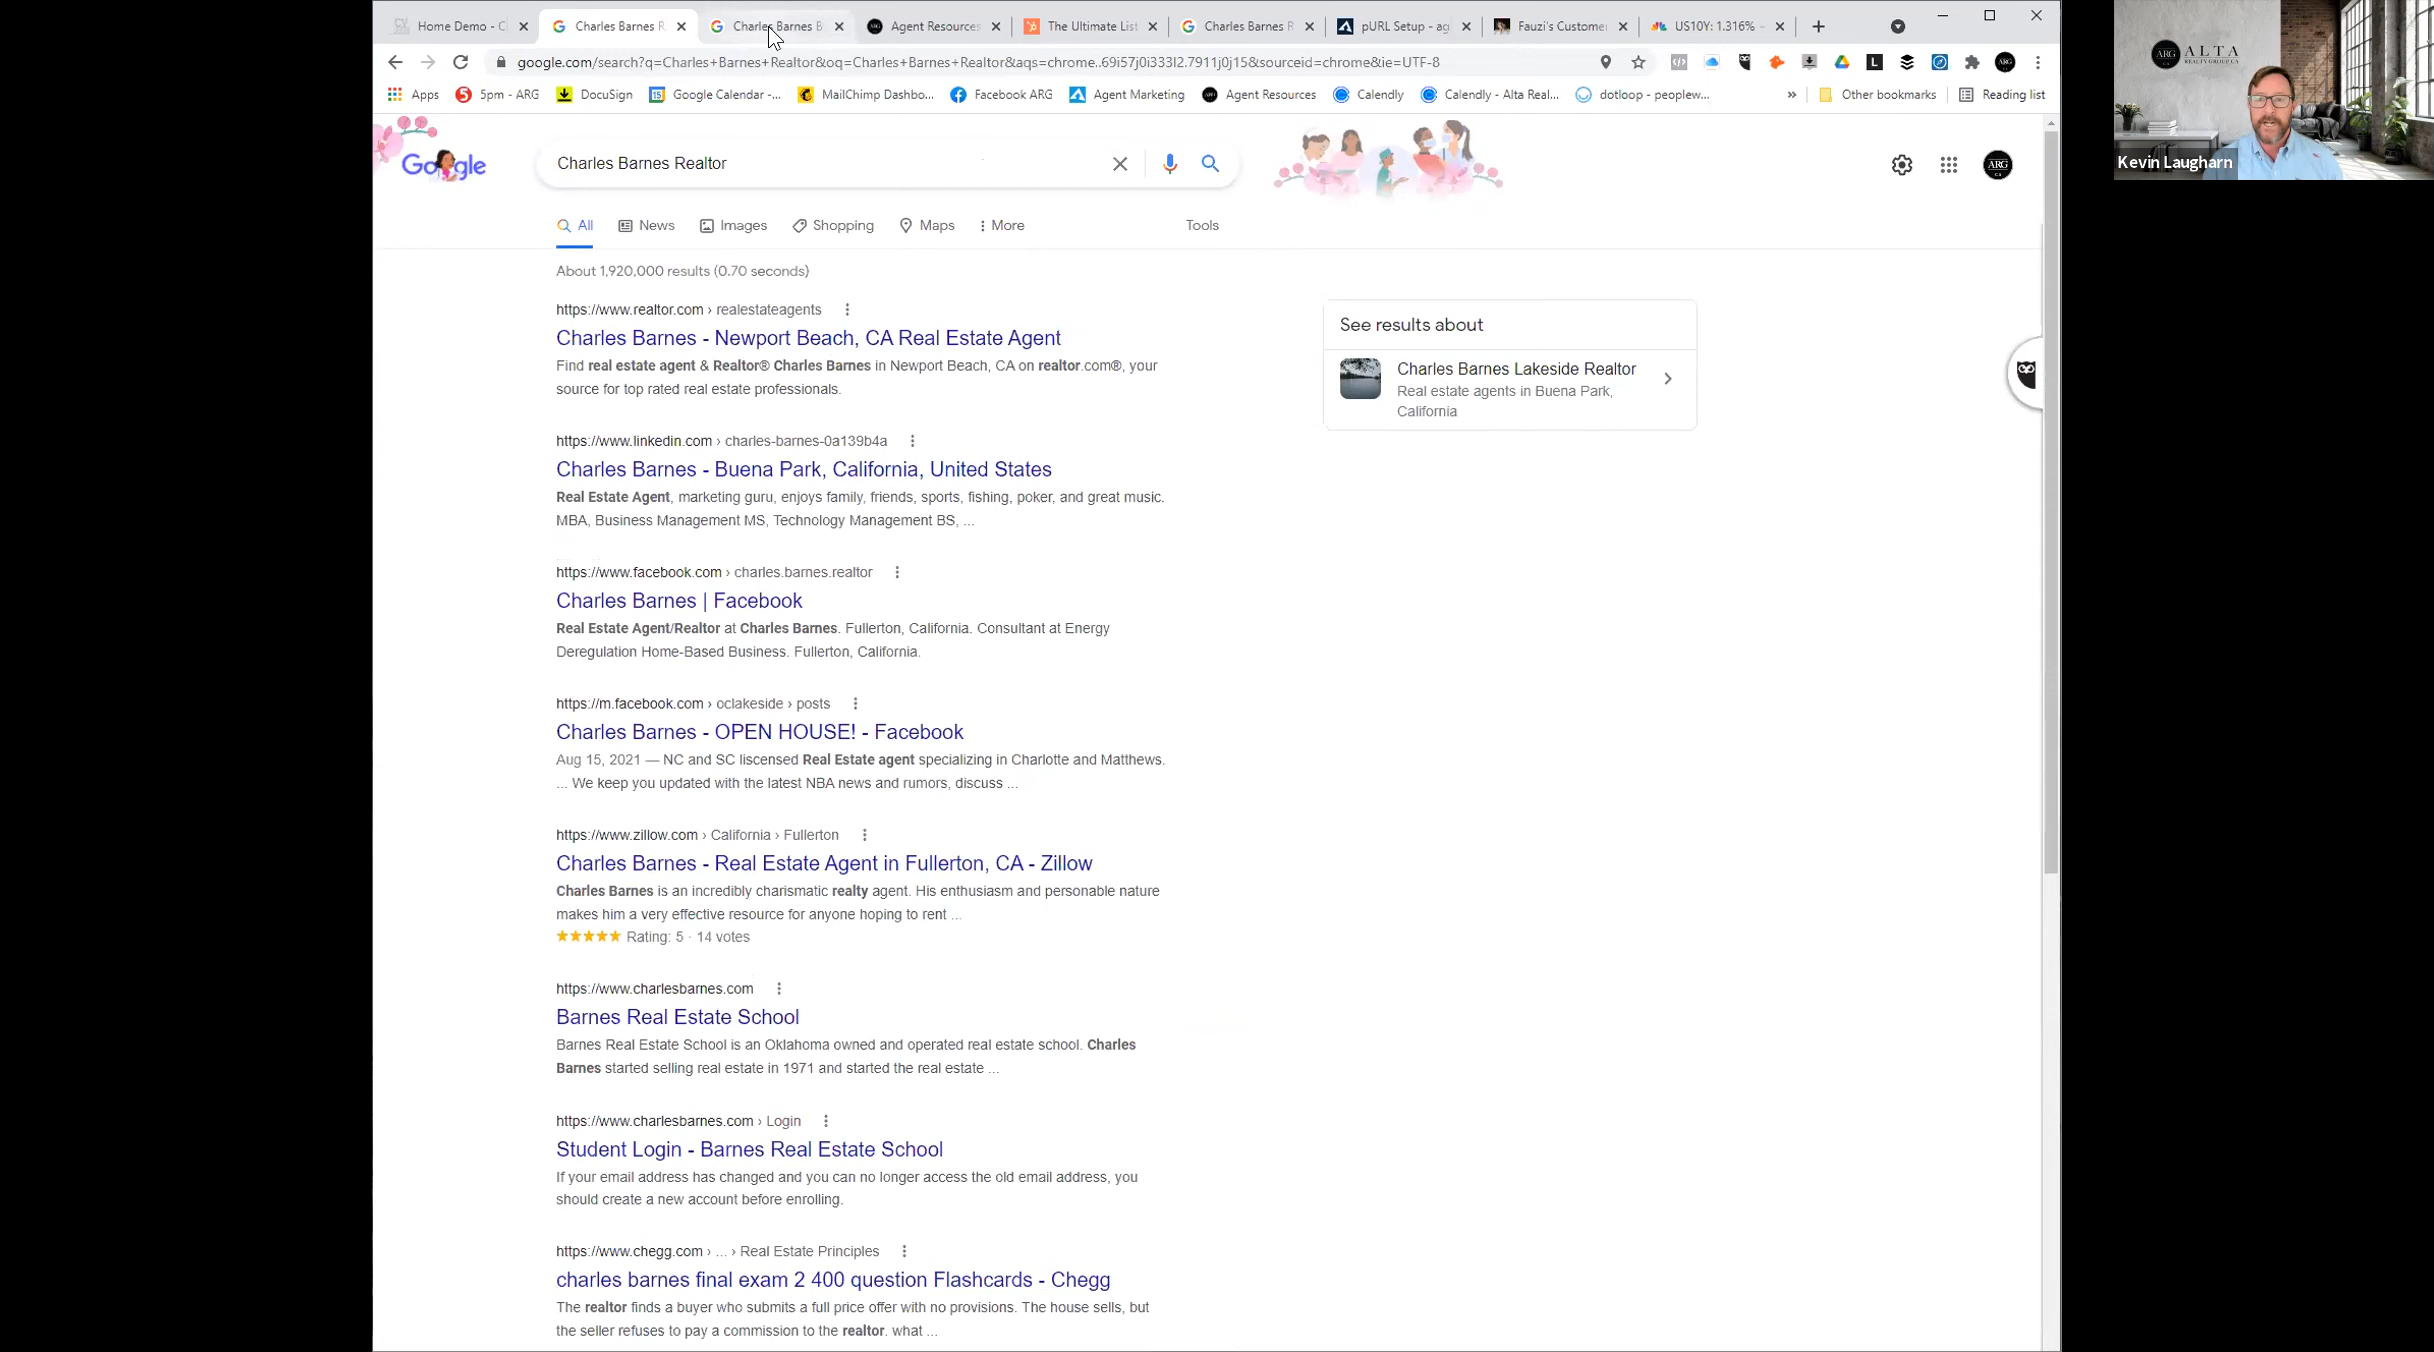 Home Demo - C
Charles Barnes R
Charles Barnes B
Agent Resources
The Ultimate List
Charles Barnes R
pURL Setup - ag
Fauzi's Customer
US10Y: 1.316% -
google.com/search?q=Charles+Barnes+Realtor&oq=Charles+Barnes+Realtor&aqs=chrome..69i57j0i333l2.7911j0j15&sourceid=chrome&ie=UTF-8
Apps
5pm - ARG
DocuSign
Google Calendar -...
MailChimp Dashbo...
Facebook ARG
Agent Marketing
Agent Resources
Calendly
Calendly - Alta Real...
dotloop - peoplew...
Other bookmarks
Reading list
ARG ALTA
REALTY GROUP, CA
Kevin Laugharn
Google
Charles Barnes Realtor
ARG
All
News
Images
Shopping
Maps
More
Tools
About 1,920,000 results (0.70 seconds)
https://www.realtor.com › realestateagents
Charles Barnes - Newport Beach, CA Real Estate Agent
Find real estate agent & Realtor® Charles Barnes in Newport Beach, CA on realtor.com®, your
source for top rated real estate professionals.
See results about
Charles Barnes Lakeside Realtor
Real estate agents in Buena Park,
California
https://www.linkedin.com › charles-barnes-0a139b4a
Charles Barnes - Buena Park, California, United States
Real Estate Agent, marketing guru, enjoys family, friends, sports, fishing, poker, and great music.
MBA, Business Management MS, Technology Management BS, ...
https://www.facebook.com › charles.barnes.realtor
Charles Barnes | Facebook
Real Estate Agent/Realtor at Charles Barnes. Fullerton, California. Consultant at Energy
Deregulation Home-Based Business. Fullerton, California.
https://m.facebook.com › oclakeside › posts
Charles Barnes - OPEN HOUSE! - Facebook
Aug 15, 2021 — NC and SC liscensed Real Estate agent specializing in Charlotte and Matthews.
... We keep you updated with the latest NBA news and rumors, discuss ...
https://www.zillow.com › California › Fullerton
Charles Barnes - Real Estate Agent in Fullerton, CA - Zillow
Charles Barnes is an incredibly charismatic realty agent. His enthusiasm and personable nature
makes him a very effective resource for anyone hoping to rent ...
Rating: 5 · 14 votes
https://www.charlesbarnes.com
Barnes Real Estate School
Barnes Real Estate School is an Oklahoma owned and operated real estate school. Charles
Barnes started selling real estate in 1971 and started the real estate ...
https://www.charlesbarnes.com › Login
Student Login - Barnes Real Estate School
If your email address has changed and you can no longer access the old email address, you
should create a new account before enrolling.
https://www.chegg.com › ... › Real Estate Principles
charles barnes final exam 2 400 question Flashcards - Chegg
The realtor finds a buyer who submits a full price offer with no provisions. The house sells, but
the seller refuses to pay a commission to the realtor. what ...